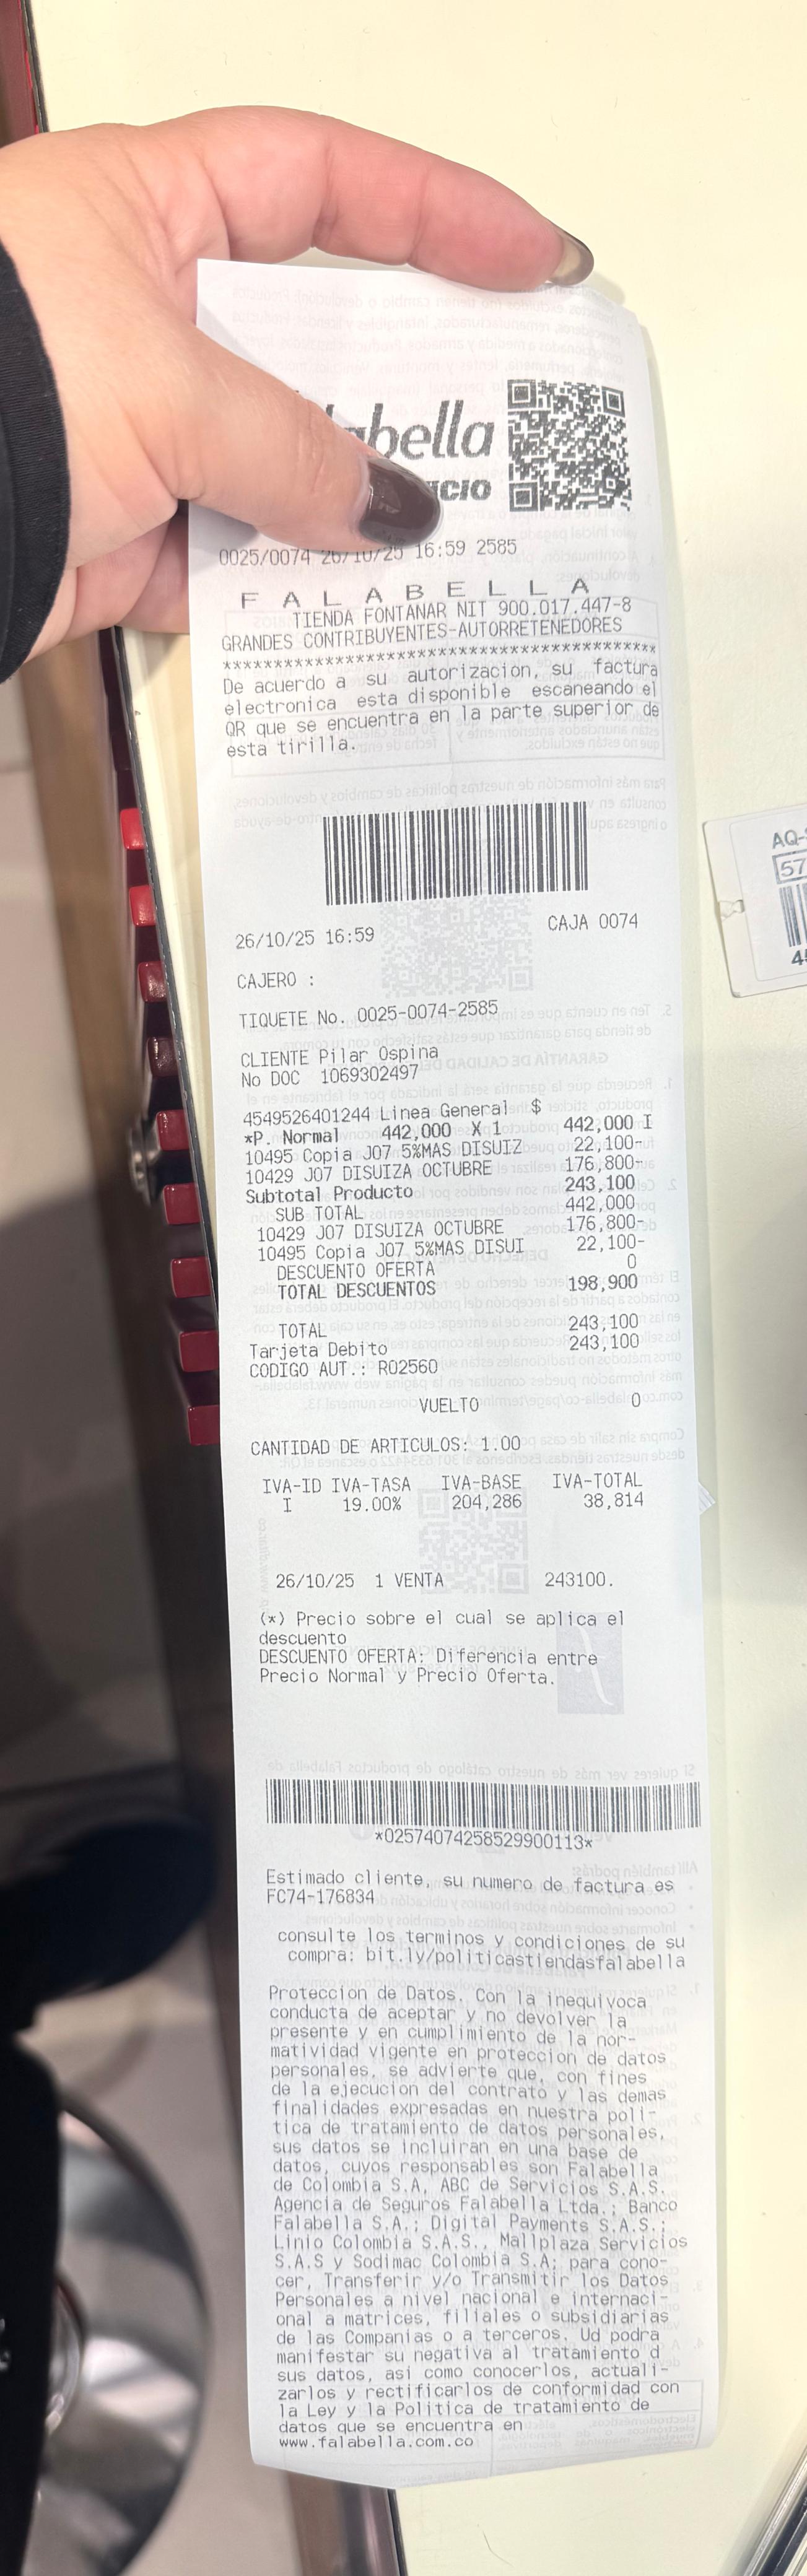 abella
cio
0025/0074 26/10/25 16:59 2585
F A L A B E L L A
TIENDA FONTANAR NIT 900.017.447-8
GRANDES CONTRIBUYENTES-AUTORRETENEDORES
******************************************
De acuerdo a su autorizacion, su factura
electronica esta disponible escaneando el
QR que se encuentra en la parte superior de
esta tirilla.
26/10/25 16:59 CAJA 0074
CAJERO :
TIQUETE No. 0025-0074-2585
CLIENTE Pilar Ospina
No DOC 1069302497
4549526401244 Linea General $
*P. Normal 442,000 X 1 442,000 I
10495 Copia J07 5%MAS DISUIZ 22,100-
10429 J07 DISUIZA OCTUBRE 176,800-
Subtotal Producto 243,100
SUB TOTAL 442,000
10429 J07 DISUIZA OCTUBRE 176,800-
10495 Copia J07 5%MAS DISUI 22,100-
DESCUENTO OFERTA 0
TOTAL DESCUENTOS 198,900
TOTAL 243,100
Tarjeta Debito 243,100
CODIGO AUT.: R02560
VUELTO 0
CANTIDAD DE ARTICULOS: 1.00
IVA-ID IVA-TASA IVA-BASE IVA-TOTAL
I 19.00% 204,286 38,814
26/10/25 1 VENTA 243100.
(*) Precio sobre el cual se aplica el
descuento
DESCUENTO OFERTA: Diferencia entre
Precio Normal y Precio Oferta.
*02574074258529900113*
Estimado cliente, su numero de factura es
FC74-176834
consulte los terminos y condiciones de su
compra: bit.ly/politicastiendasfalabella
Proteccion de Datos. Con la inequivoca
conducta de aceptar y no devolver la
presente y en cumplimiento de la nor-
matividad vigente en proteccion de datos
personales, se advierte que, con fines
de la ejecucion del contrato y las demas
finalidades expresadas en nuestra poli-
tica de tratamiento de datos personales,
sus datos se incluiran en una base de
datos, cuyos responsables son Falabella
de Colombia S.A, ABC de Servicios S.A.S.
Agencia de Seguros Falabella Ltda.; Banco
Falabella S.A.; Digital Payments S.A.S.;
Linio Colombia S.A.S., Mallplaza Servicios
S.A.S y Sodimac Colombia S.A; para cono-
cer, Transferir y/o Transmitir los Datos
Personales a nivel nacional e internaci-
onal a matrices, filiales o subsidiarias
de las Companias o a terceros. Ud podra
manifestar su negativa al tratamiento d
sus datos, asi como conocerlos, actuali-
zarlos y rectificarlos de conformidad con
la Ley y la Politica de tratamiento de
datos que se encuentra en
www.falabella.com.co
AQ-
57
4